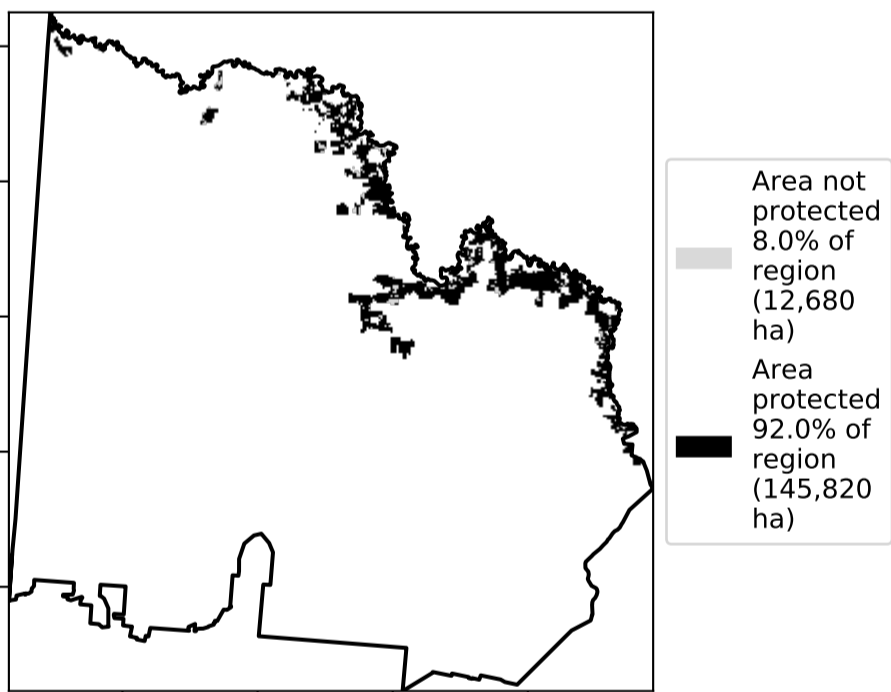 Area not
protected
8.0% of
region
(12,680
ha)
Area
protected
92.0% of
region
(145,820
ha)